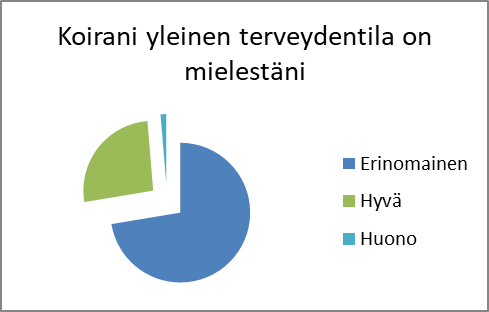 Koirani yleinen terveydentila on
mielestäni
Erinomainen
Hyvä
Huono